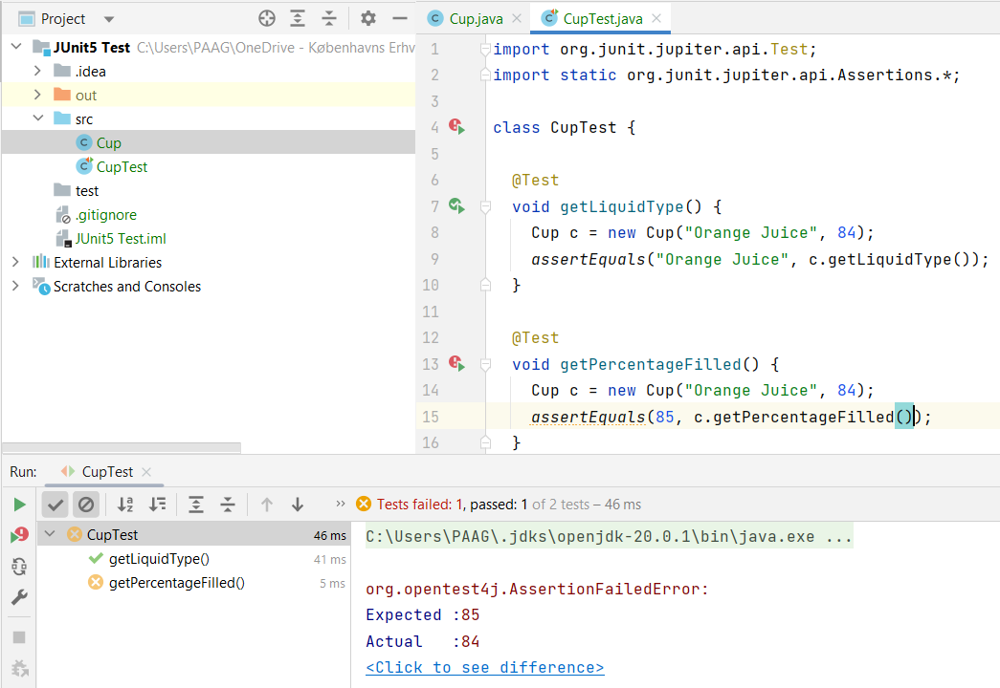 Project
JUnit5 Test C:\Users\PAAG\OneDrive - Københavns Erhv
.idea
out
src
Cup
CupTest
test
.gitignore
JUnit5 Test.iml
External Libraries
Scratches and Consoles
Cup.java
CupTest.java
1 import org.junit.jupiter.api.Test;
2 import static org.junit.jupiter.api.Assertions.*;
3
4 class CupTest {
5
6 @Test
7 void getLiquidType() {
8 Cup c = new Cup("Orange Juice", 84);
9 assertEquals("Orange Juice", c.getLiquidType());
10 }
11
12 @Test
13 void getPercentageFilled() {
14 Cup c = new Cup("Orange Juice", 84);
15 assertEquals(85, c.getPercentageFilled());
16 }
Run: CupTest
Tests failed: 1, passed: 1 of 2 tests – 46 ms
CupTest 46 ms
getLiquidType() 41 ms
getPercentageFilled() 5 ms
C:\Users\PAAG\.jdks\openjdk-20.0.1\bin\java.exe ...
org.opentest4j.AssertionFailedError:
Expected :85
Actual :84
<Click to see difference>